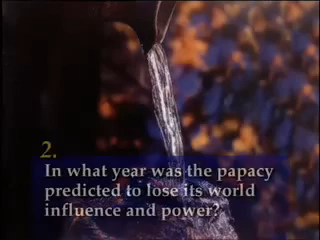 2.
In what year was the papacy
predicted to lose its world
influence and power?